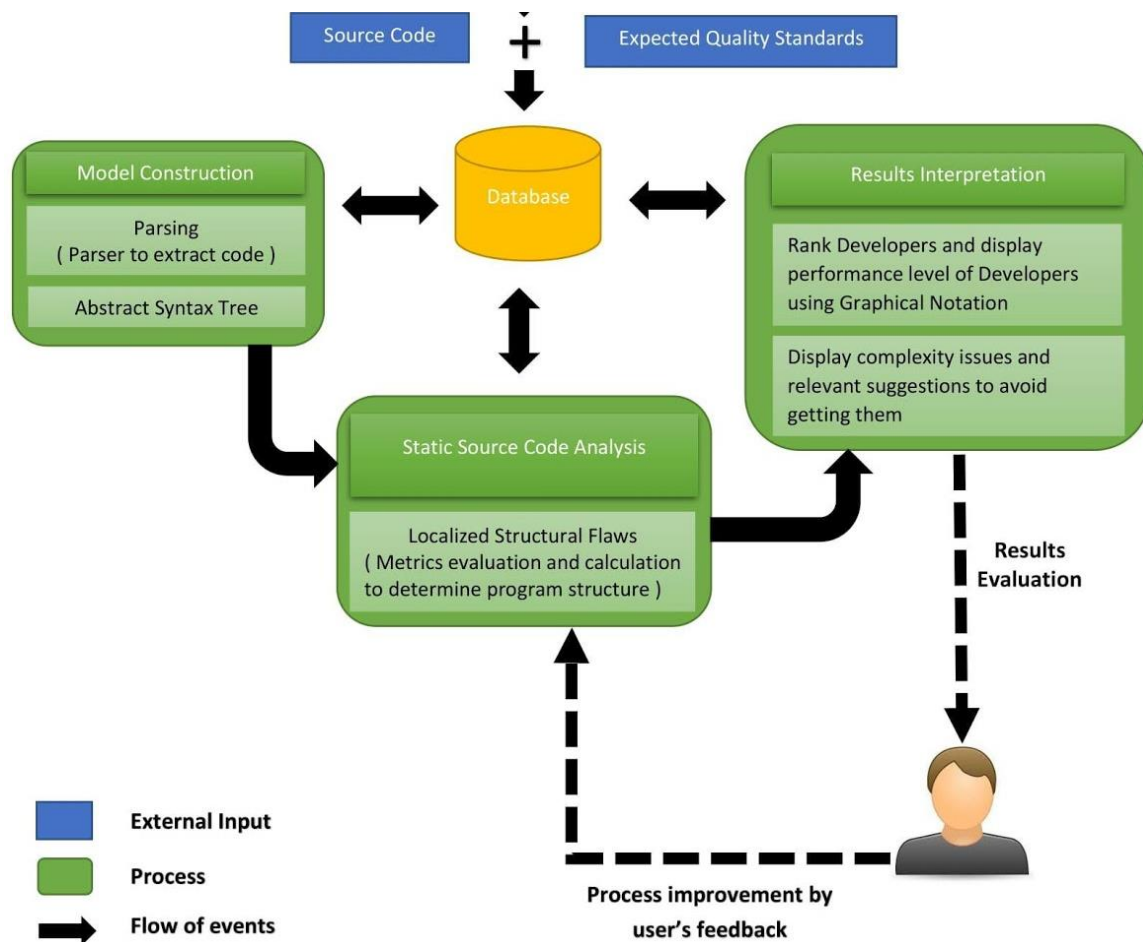 Source Code
+
Expected Quality Standards
Model Construction
Parsing
( Parser to extract code )
Abstract Syntax Tree
Database
Results Interpretation
Rank Developers and display
performance level of Developers
using Graphical Notation
Display complexity issues and
relevant suggestions to avoid
getting them
Static Source Code Analysis
Localized Structural Flaws
( Metrics evaluation and calculation
to determine program structure )
Results
Evaluation
Process improvement by
user's feedback
External Input
Process
Flow of events